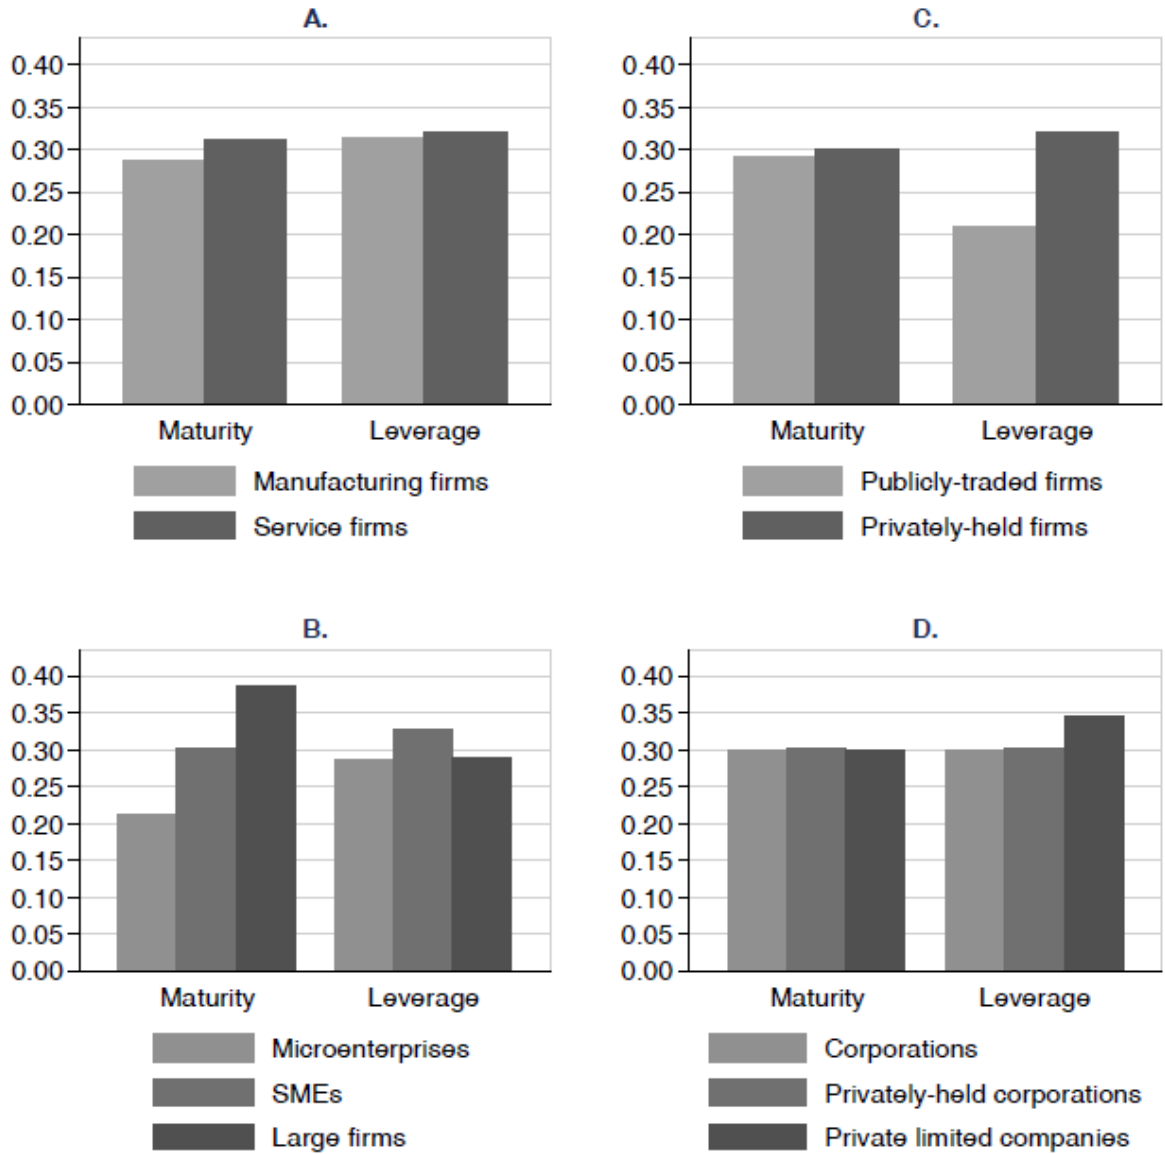 A.
0.40
0.35
0.30
0.25
0.20
0.15
0.10
0.05
0.00
Maturity Leverage
Manufacturing firms
Service firms
C.
0.40
0.35
0.30
0.25
0.20
0.15
0.10
0.05
0.00
Maturity Leverage
Publicly-traded firms
Privately-held firms
B.
0.40
0.35
0.30
0.25
0.20
0.15
0.10
0.05
0.00
Maturity Leverage
Microenterprises
SMEs
Large firms
D.
0.40
0.35
0.30
0.25
0.20
0.15
0.10
0.05
0.00
Maturity Leverage
Corporations
Privately-held corporations
Private limited companies